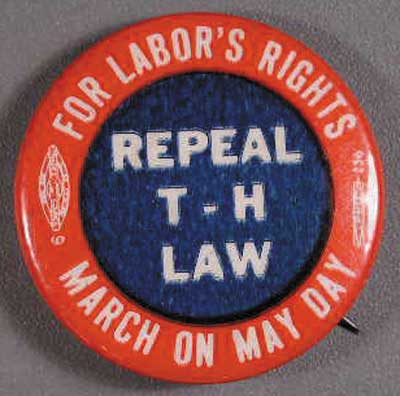 FOR LABOR'S RIGHTS
REPEAL
T - H
LAW
MARCH ON MAY DAY